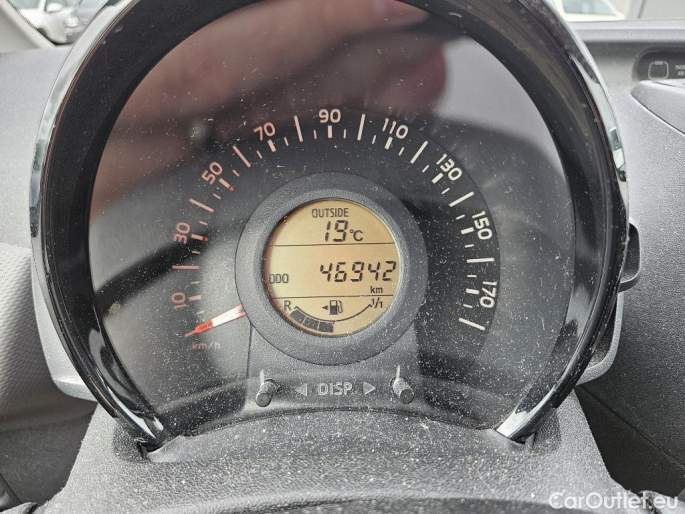 10 30 50 70 90 110 130 150 170
km/h
OUTSIDE
19°C
ODO 46942
km
R 1/1
◄ DISP ►
CarOutlet.eu